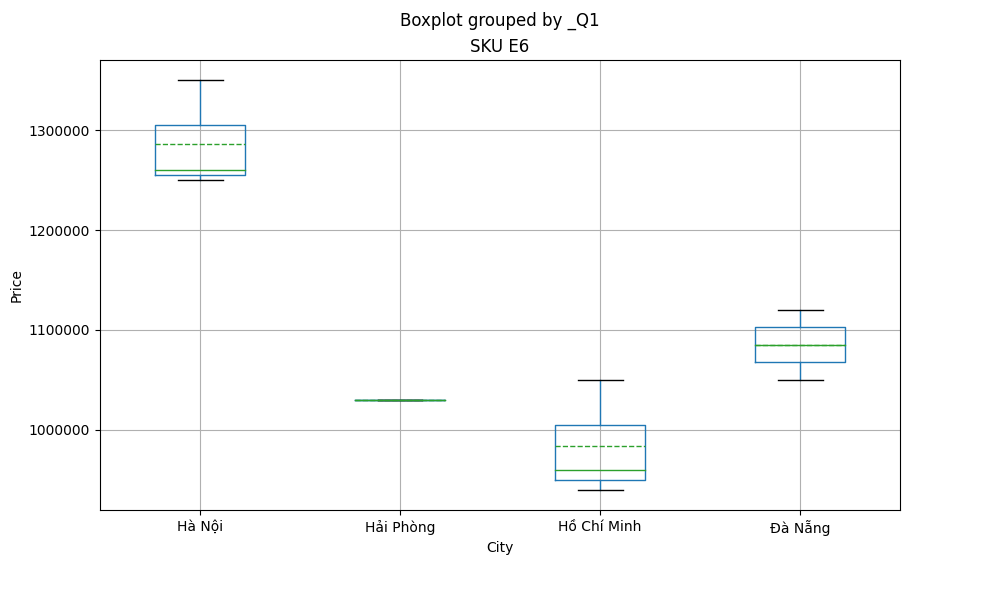 Boxplot grouped by _Q1
SKU E6
1300000
1200000
1100000
1000000
Price
Hà Nội
Hải Phòng
Hồ Chí Minh
Đà Nẵng
City